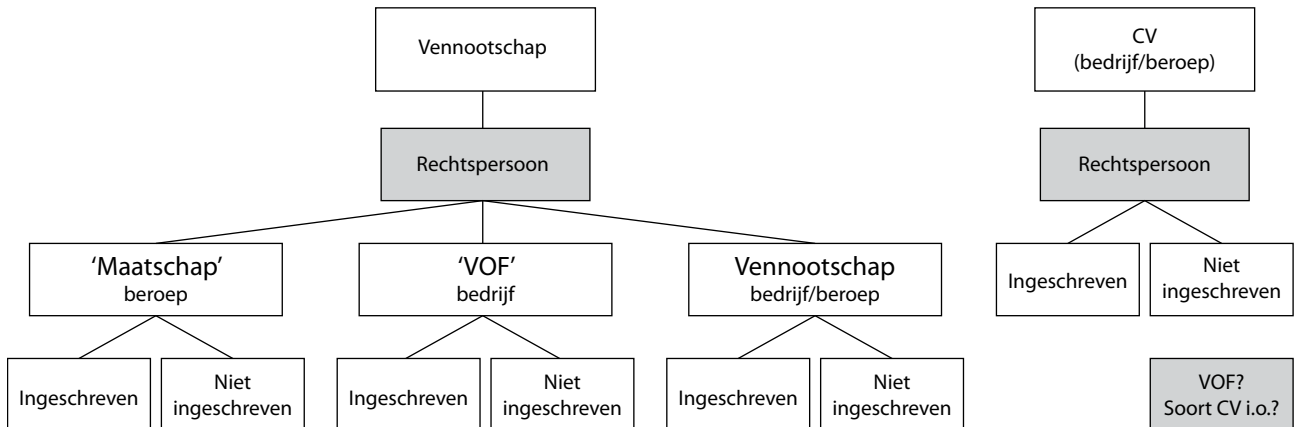 Vennootschap
CV
(bedrijf/beroep)
Rechtspersoon
Rechtspersoon
‘Maatschap’
beroep
‘VOF’
bedrijf
Vennootschap
bedrijf/beroep
Ingeschreven
Niet
ingeschreven
Ingeschreven
Niet
ingeschreven
Ingeschreven
Niet
ingeschreven
Ingeschreven
Niet
ingeschreven
VOF?
Soort CV i.o.?